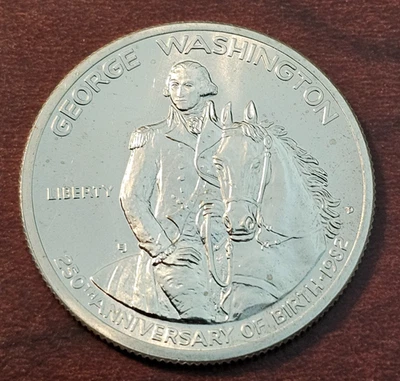 GEORGE WASHINGTON
LIBERTY
250TH ANNIVERSARY OF BIRTH·1982